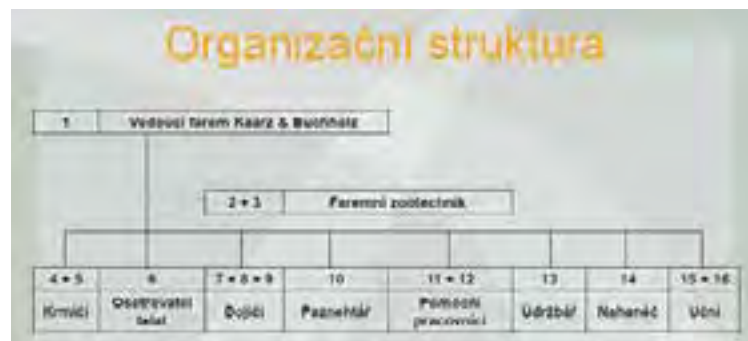 Organizační struktura
1 Vedoucí farem Kaarz & Buchholz
2 + 3 Faremní zootechnik
4 + 5 6 7 + 8 + 9 10 11 + 12 13 14 15 + 16
Krmiči Ošetřovatel Dojiči Paznehtář Pomocní Údržbář Naháněč Učni
telat pracovníci